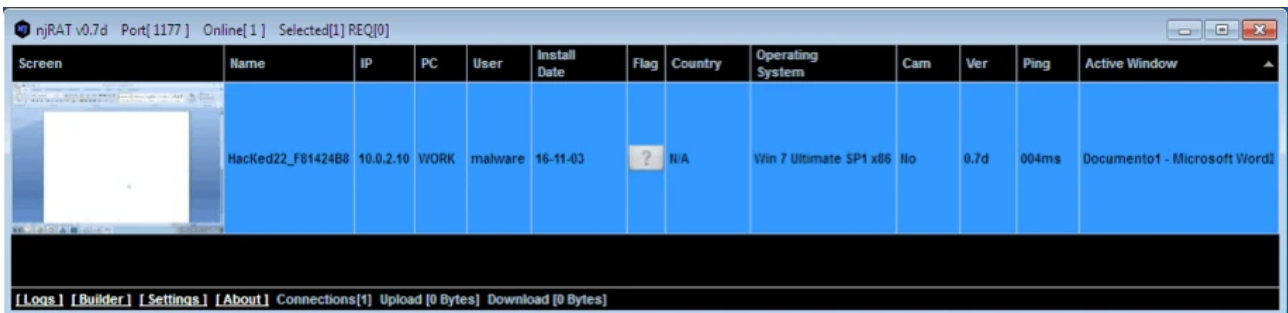 njRAT v0.7d Port[ 1177 ] Online[ 1 ] Selected[1] REQ[0]
Screen Name IP PC User Install Date Flag Country Operating System Cam Ver Ping Active Window
HacKed22_F81424B8 10.0.2.10 WORK malware 16-11-03 ? N/A Win 7 Ultimate SP1 x86 No 0.7d 004ms Documento1 - Microsoft Word
[ Logs ] [ Builder ] [ Settings ] [ About ] Connections[1] Upload [0 Bytes] Download [0 Bytes]